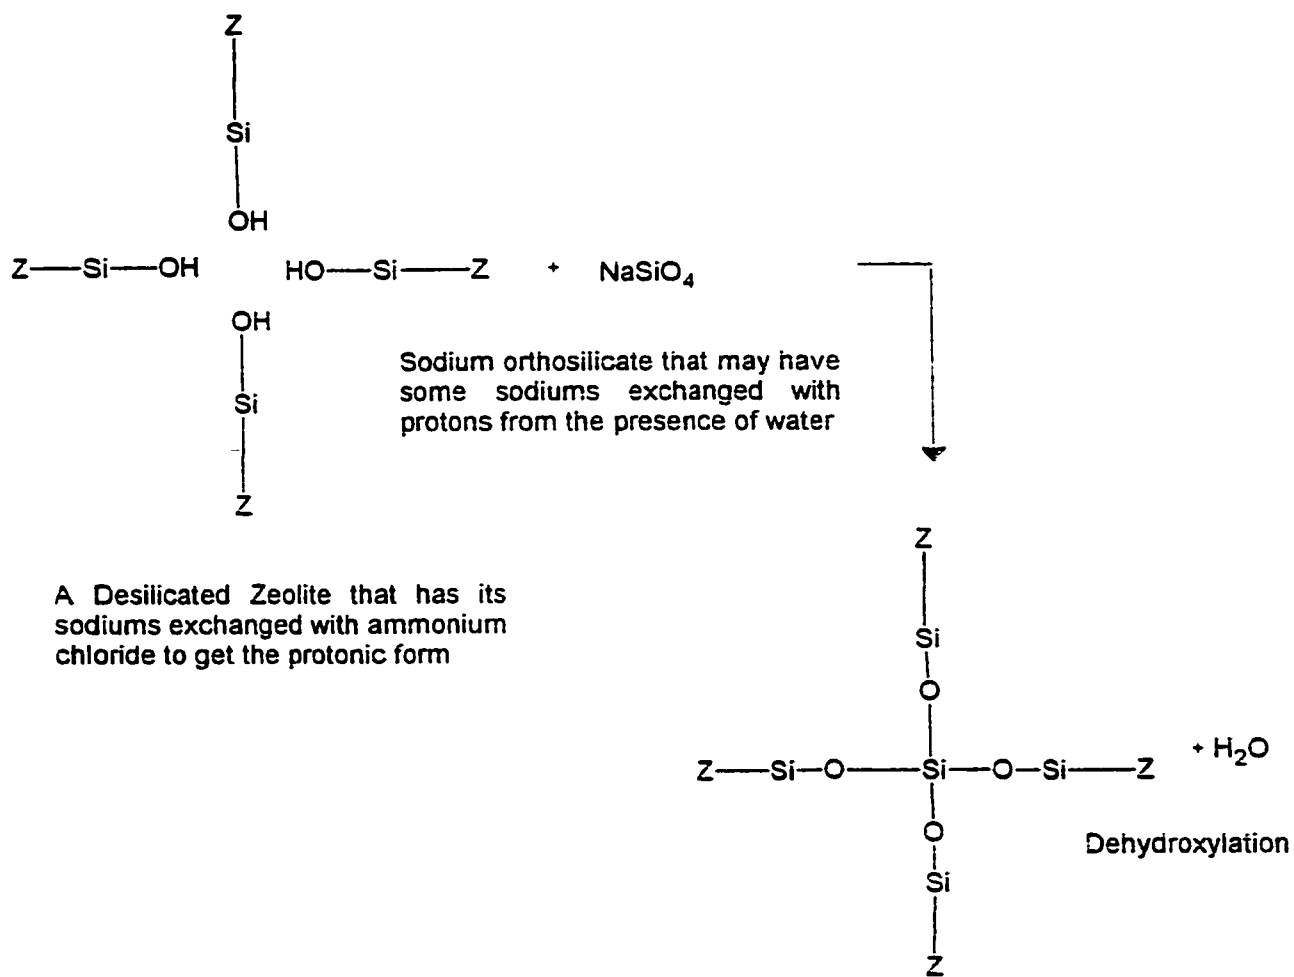 Z
Si
OH
Z—Si—OH HO—Si—Z + NaSiO₄
OH
Si
Z
Sodium orthosilicate that may have
some sodiums exchanged with
protons from the presence of water
A Desilicated Zeolite that has its
sodiums exchanged with ammonium
chloride to get the protonic form
Z
Si
O
Z—Si—O—Si—O—Si—Z + H₂O
O
Si
Z
Dehydroxylation